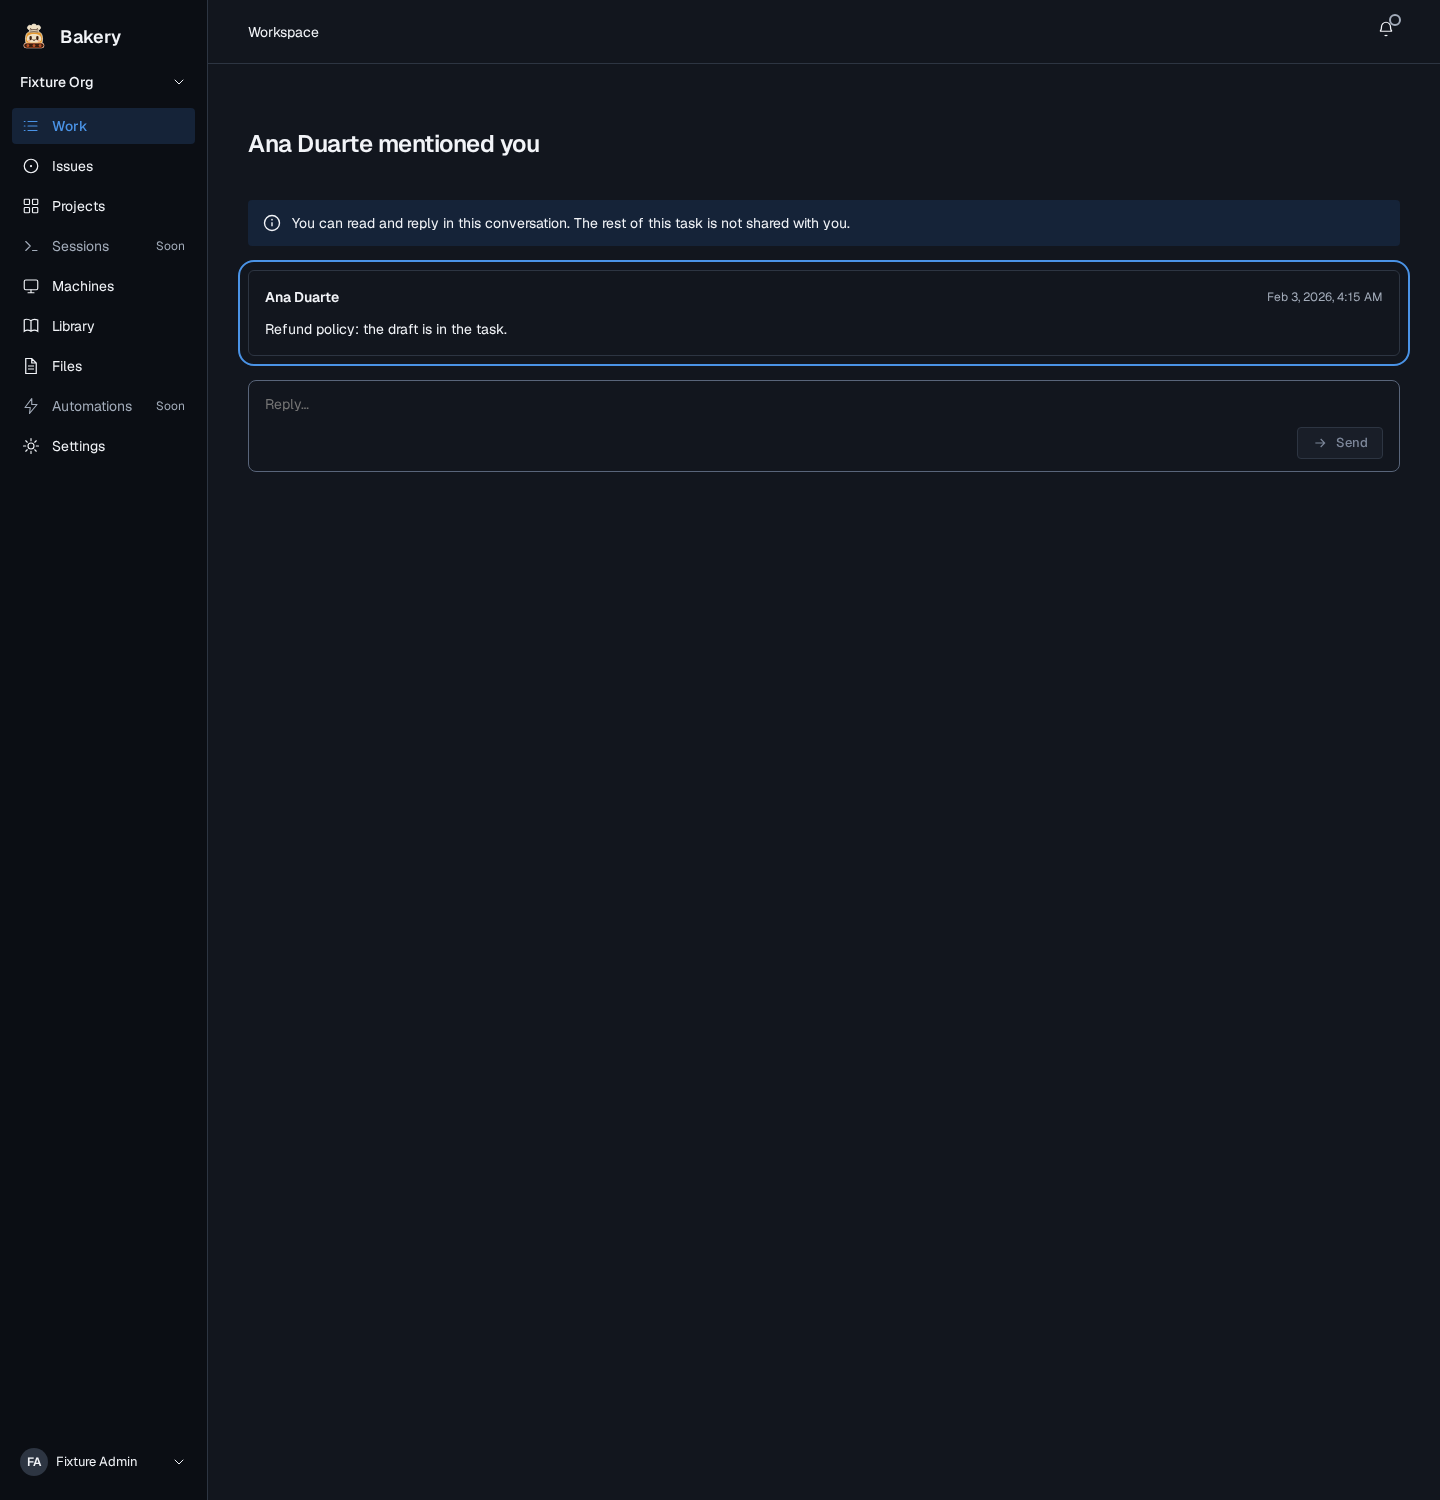 Bakery
Fixture Org
Work
Issues
Projects
Sessions Soon
Machines
Library
Files
Automations Soon
Settings
FA Fixture Admin
Workspace
Ana Duarte mentioned you
You can read and reply in this conversation. The rest of this task is not shared with you.
Ana Duarte Feb 3, 2026, 4:15 AM
Refund policy: the draft is in the task.
Reply...
Send